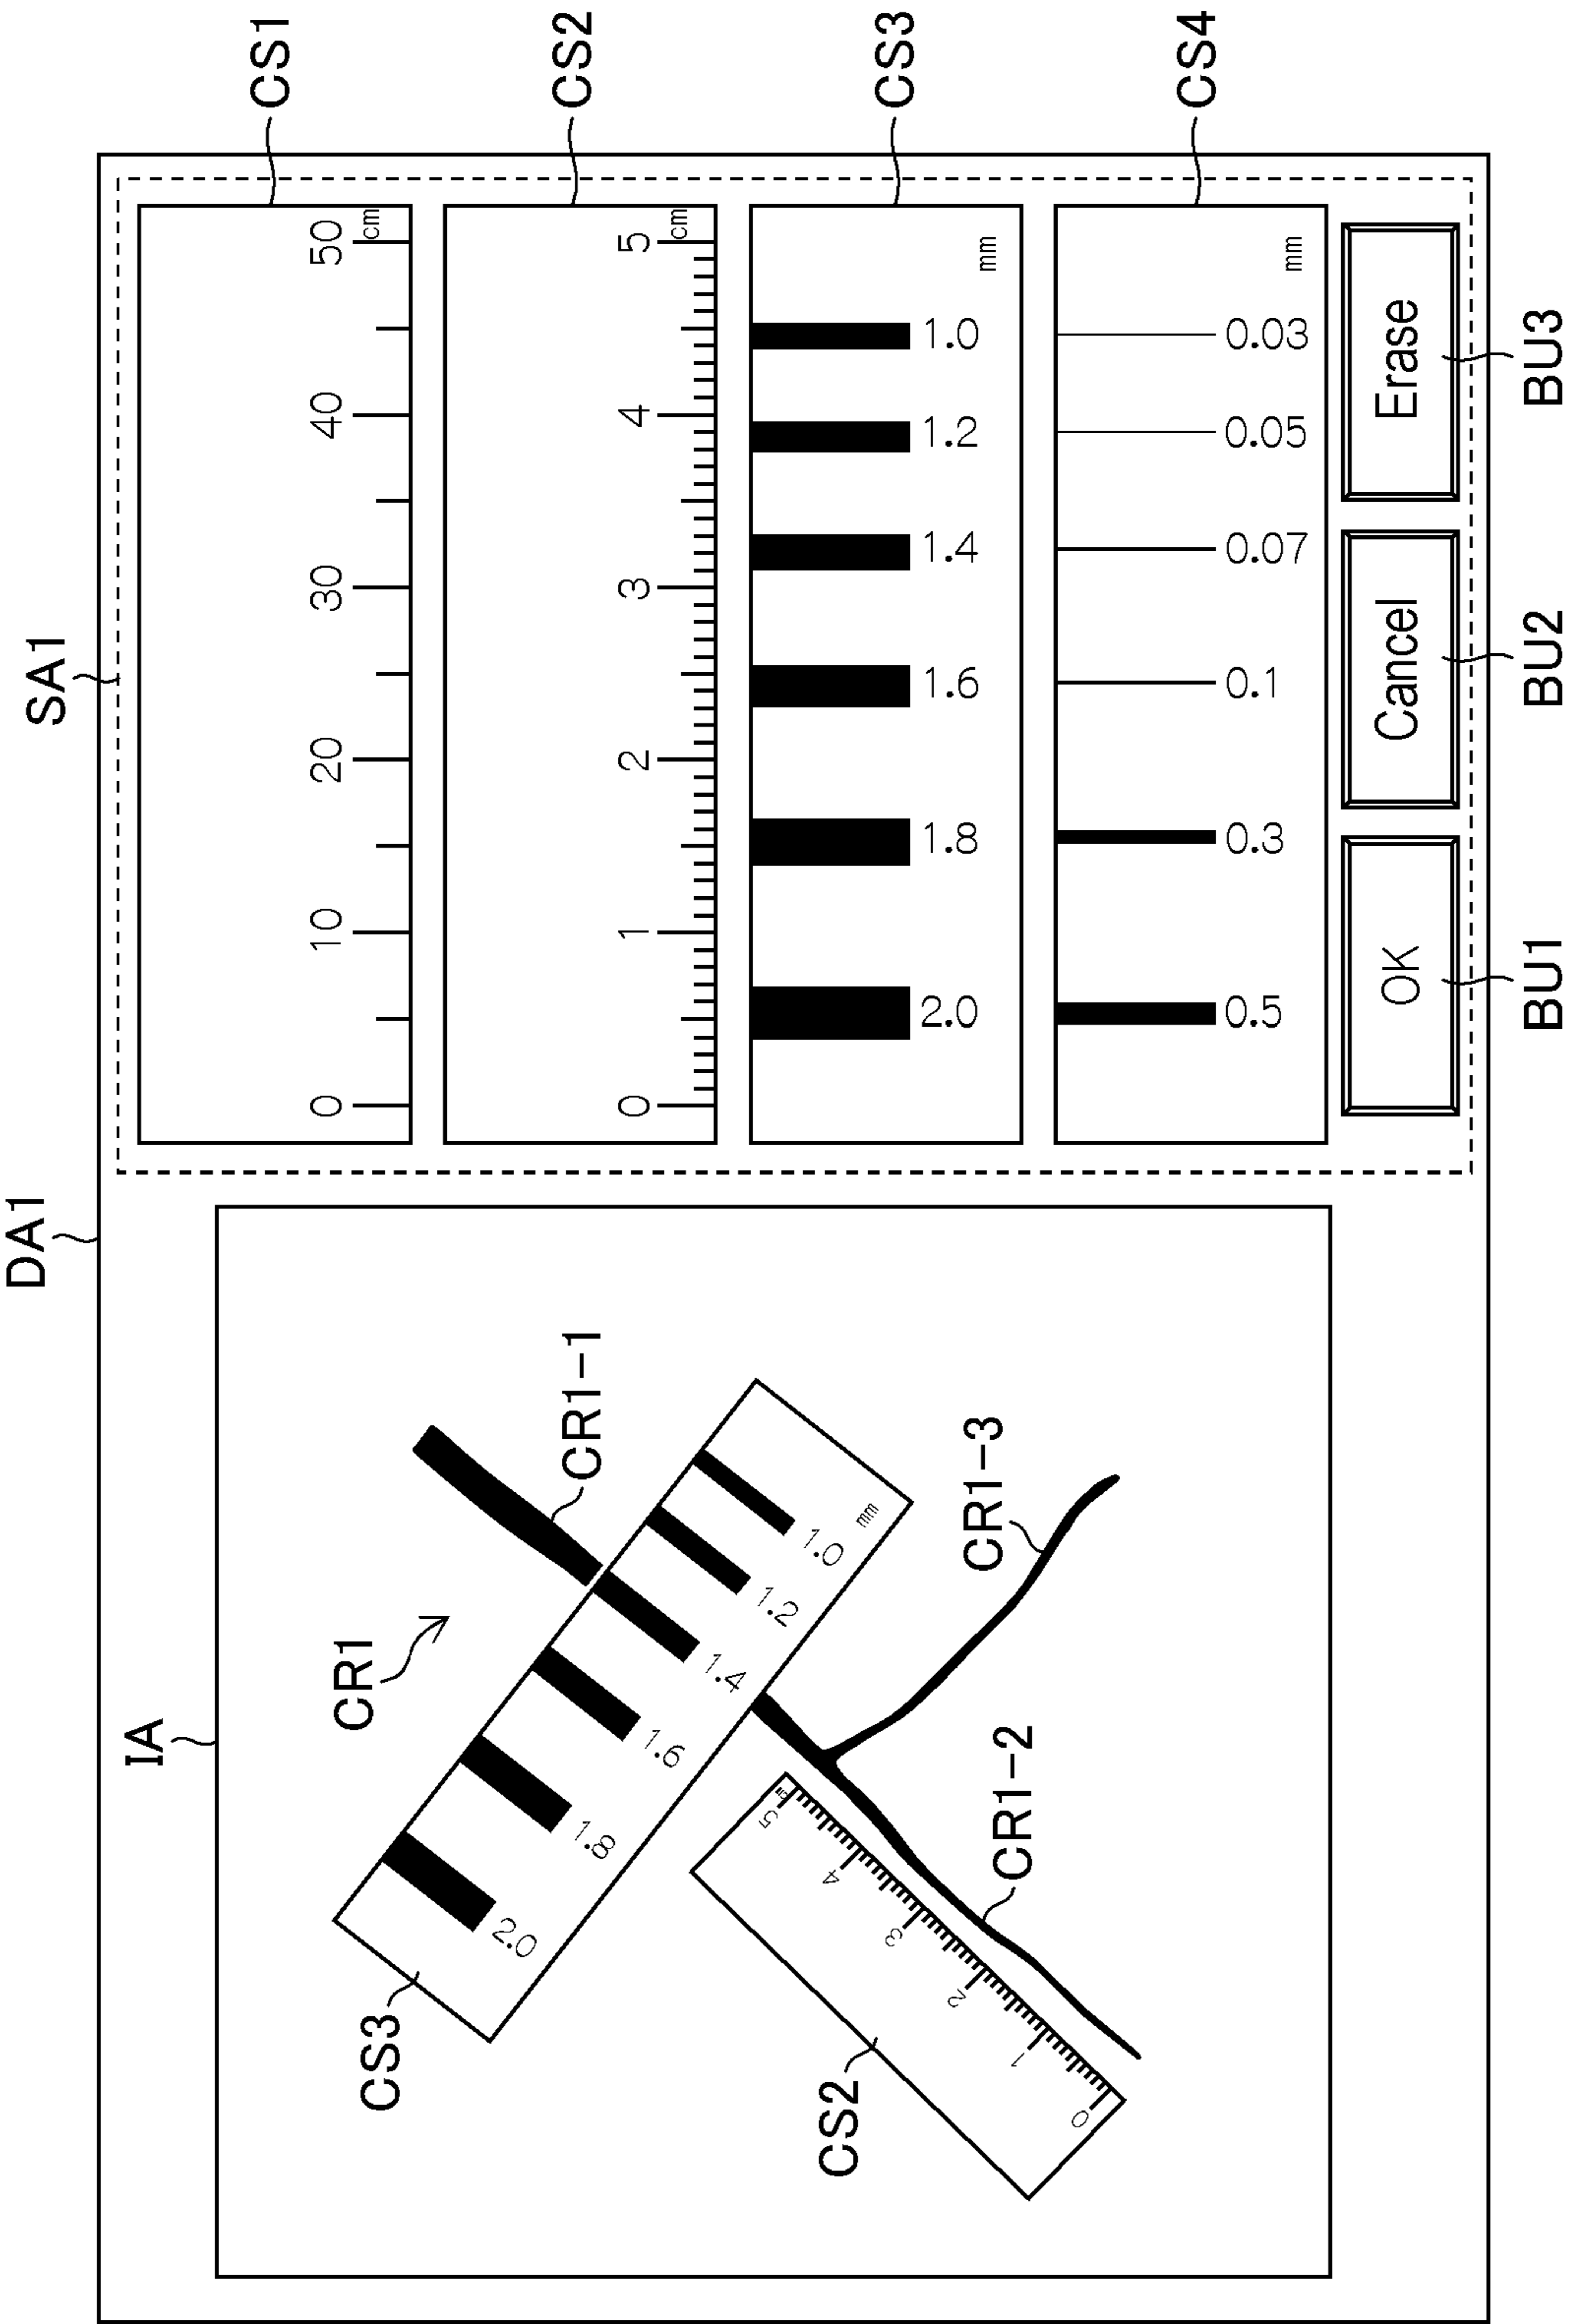 DA1
IA
SA1
CR1
CR1-1
CS3
2.0
1.8
1.6
1.4
1.2
1.0
mm
CS2
0
1
2
3
4
5
CR1-2
CR1-3
0 10 20 30 40 50
cm
CS1
0 1 2 3 4 5
cm
CS2
2.0 1.8 1.6 1.4 1.2 1.0
mm
CS3
0.5 0.3 0.1 0.07 0.05 0.03
mm
CS4
OK Cancel Erase
BU1 BU2 BU3